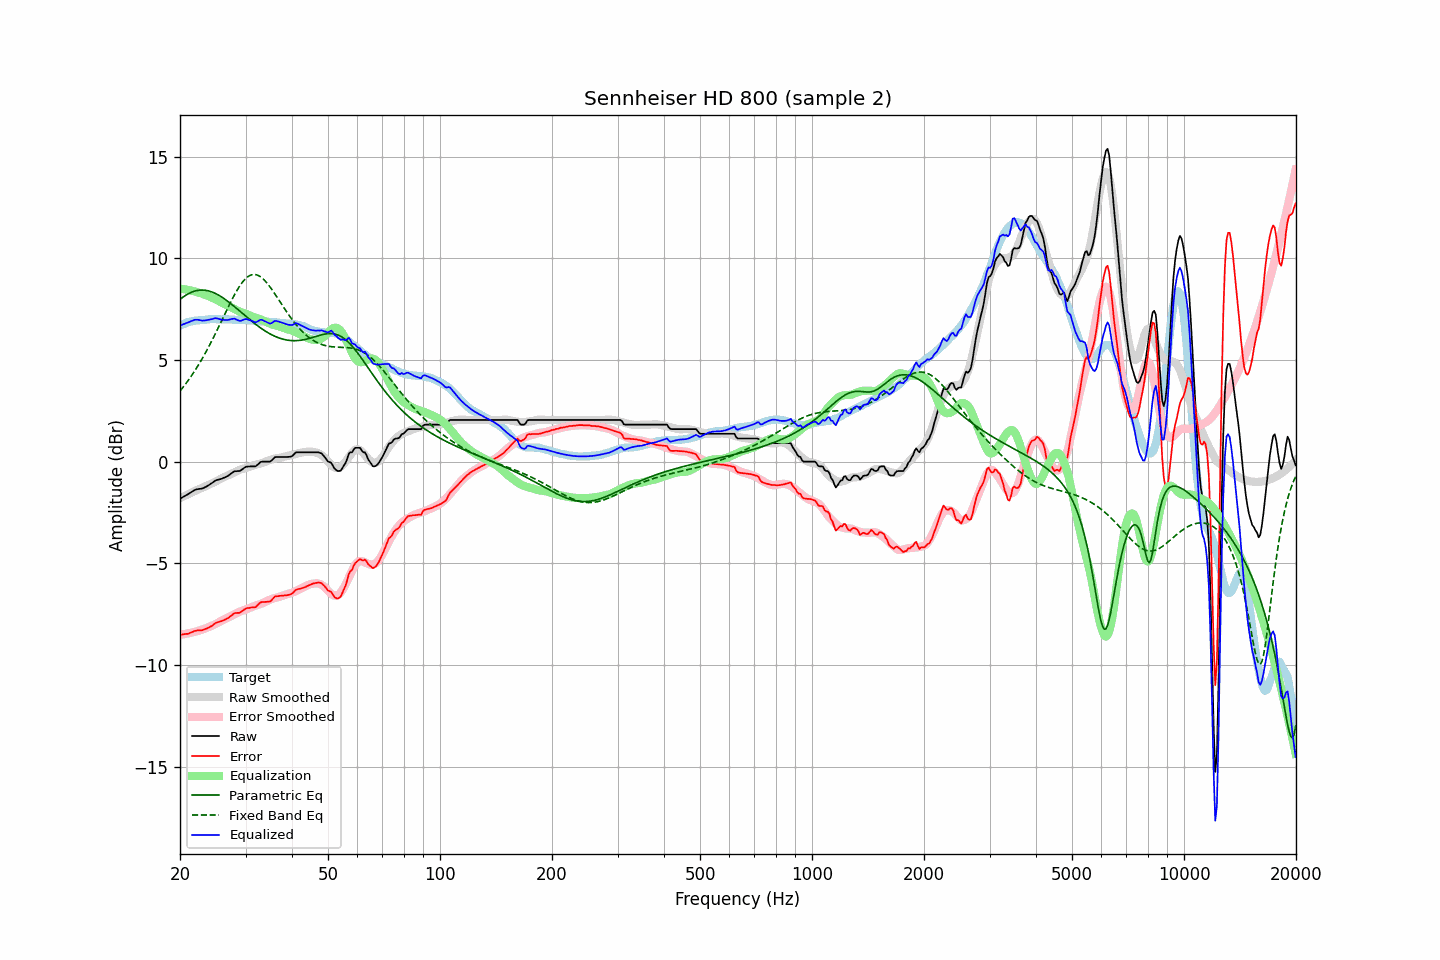 Sennheiser HD 800 (sample 2)
Amplitude (dBr)
15
10
5
0
−5
−10
−15
Target
Raw Smoothed
Error Smoothed
Raw
Error
Equalization
Parametric Eq
Fixed Band Eq
Equalized
20 50 100 200 500 1000 2000 5000 10000 20000
Frequency (Hz)